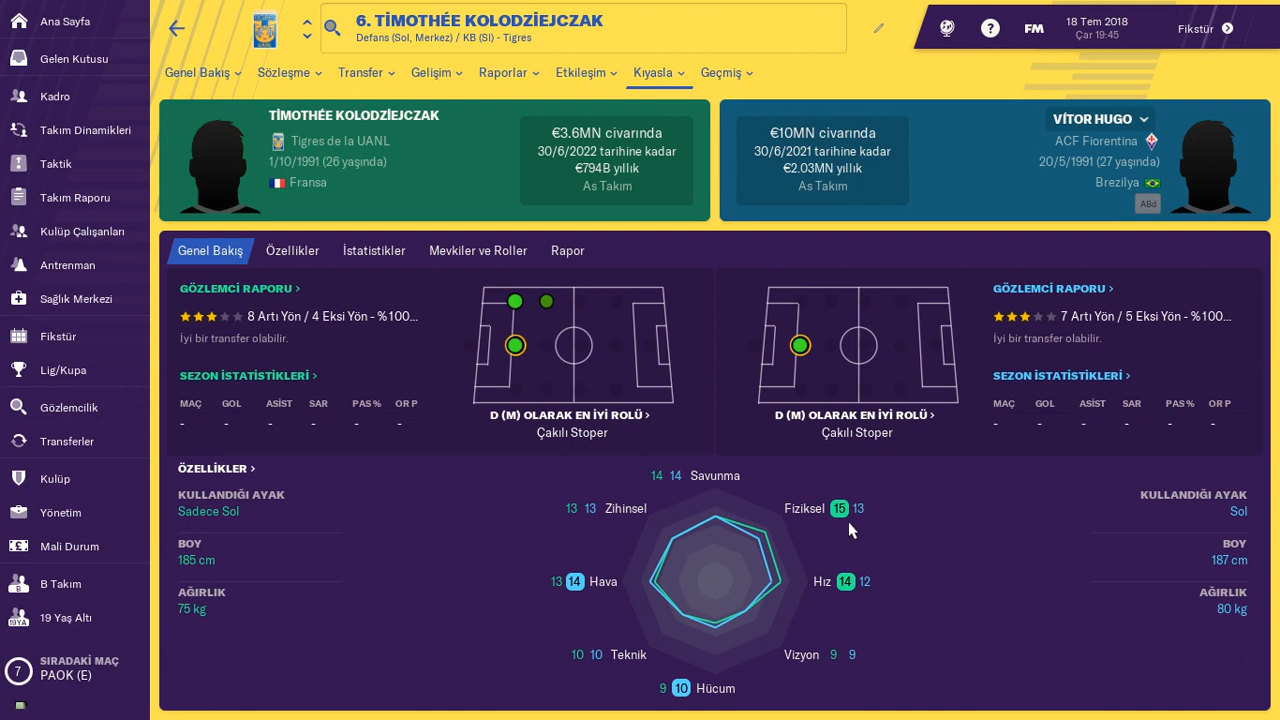 Ana Sayfa
Gelen Kutusu
Kadro
Takım Dinamikleri
Taktik
Takım Raporu
Kulüp Çalışanları
Antrenman
Sağlık Merkezi
Fikstür
Lig/Kupa
Gözlemcilik
Transferler
Kulüp
Yönetim
Mali Durum
B
B Takım
19YA
19 Yaş Altı
7
SIRADAKİ MAÇ
PAOK (E)
6. TİMOTHÉE KOLODZİEJCZAK
Defans (Sol, Merkez) / KB (Sl) - Tigres
?
FM
18 Tem 2018
Çar 19:45
Fikstür
Genel Bakış Sözleşme Transfer Gelişim Raporlar Etkileşim Kıyasla Geçmiş
TİMOTHÉE KOLODZİEJCZAK
Tigres de la UANL
1/10/1991 (26 yaşında)
Fransa
€3.6MN civarında
30/6/2022 tarihine kadar
€794B yıllık
As Takım
€10MN civarında
30/6/2021 tarihine kadar
€2.03MN yıllık
As Takım
VÍTOR HUGO
ACF Fiorentina
20/5/1991 (27 yaşında)
Brezilya
ABd
Genel Bakış Özellikler İstatistikler Mevkiler ve Roller Rapor
GÖZLEMCİ RAPORU
8 Artı Yön / 4 Eksi Yön - %100...
İyi bir transfer olabilir.
SEZON İSTATİSTİKLERİ
MAÇ GOL ASİST SAR PAS % OR P
- - - - - -
D (M) OLARAK EN İYİ ROLÜ
Çakılı Stoper
D (M) OLARAK EN İYİ ROLÜ
Çakılı Stoper
GÖZLEMCİ RAPORU
7 Artı Yön / 5 Eksi Yön - %100...
İyi bir transfer olabilir.
SEZON İSTATİSTİKLERİ
MAÇ GOL ASİST SAR PAS % OR P
- - - - - -
ÖZELLİKLER
KULLANDIĞI AYAK
Sadece Sol
BOY
185 cm
AĞIRLIK
75 kg
14 14 Savunma
13 13 Zihinsel
Fiziksel 15 13
13 14 Hava
Hız 14 12
10 10 Teknik
Vizyon 9 9
9 10 Hücum
KULLANDIĞI AYAK
Sol
BOY
187 cm
AĞIRLIK
80 kg